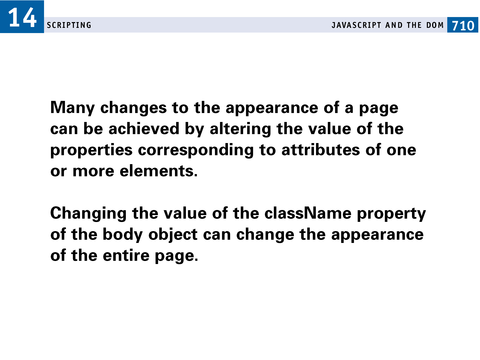 14
SCRIPTING
JAVASCRIPT AND THE DOM 710
Many changes to the appearance of a page
can be achieved by altering the value of the
properties corresponding to attributes of one
or more elements.
Changing the value of the className property
of the body object can change the appearance
of the entire page.